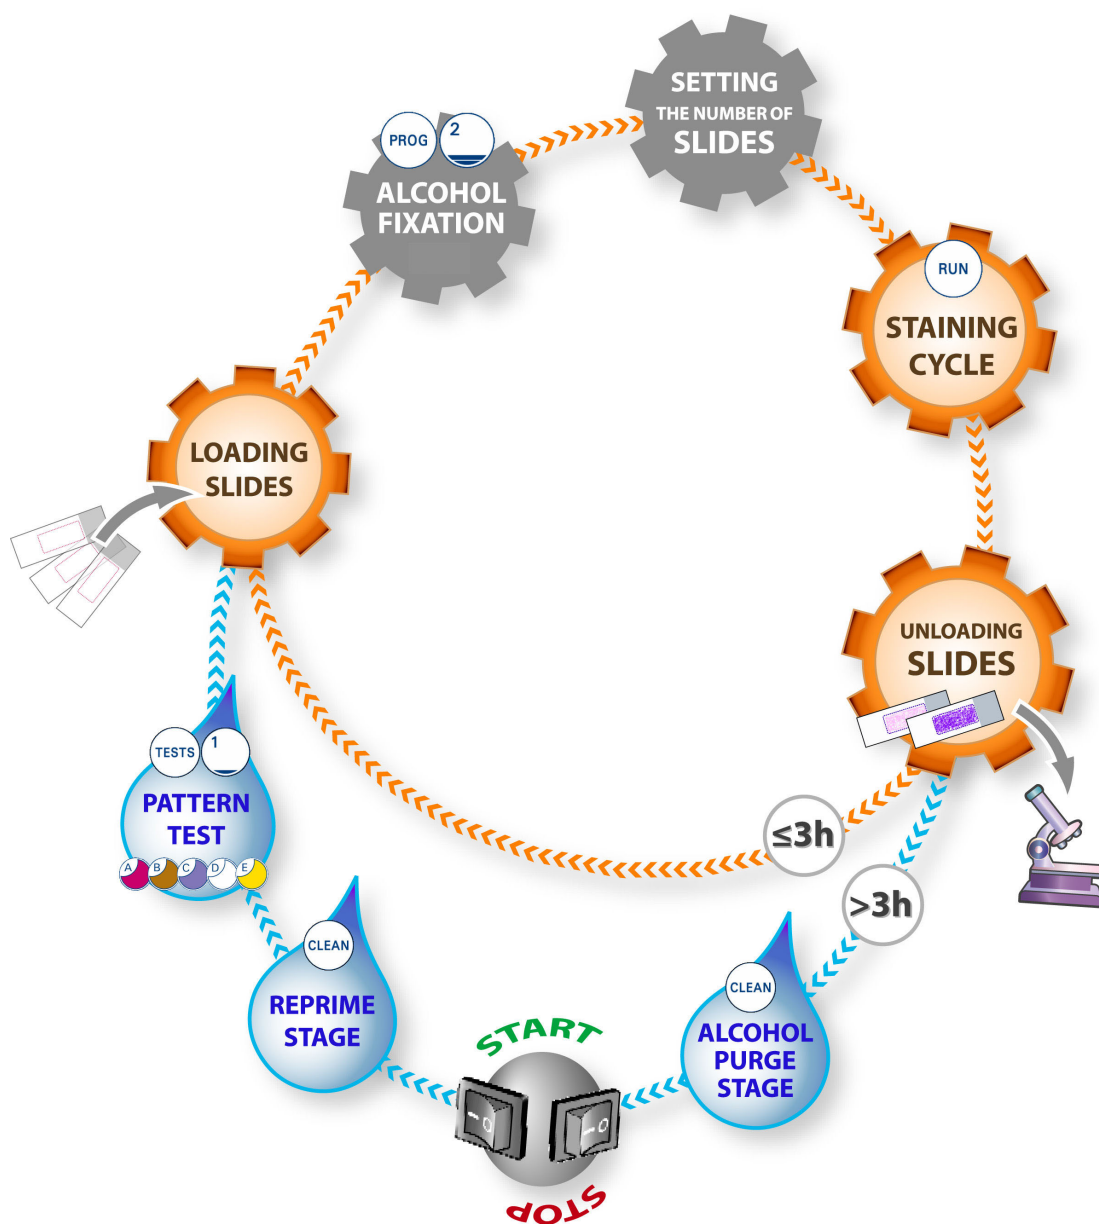 SETTING
THE NUMBER OF
SLIDES
PROG
2
ALCOHOL
FIXATION
RUN
STAINING
CYCLE
LOADING
SLIDES
UNLOADING
SLIDES
TESTS
1
PATTERN
TEST
A
B
C
D
E
≤3h
>3h
CLEAN
REPRIME
STAGE
CLEAN
ALCOHOL
PURGE
STAGE
START
STOP